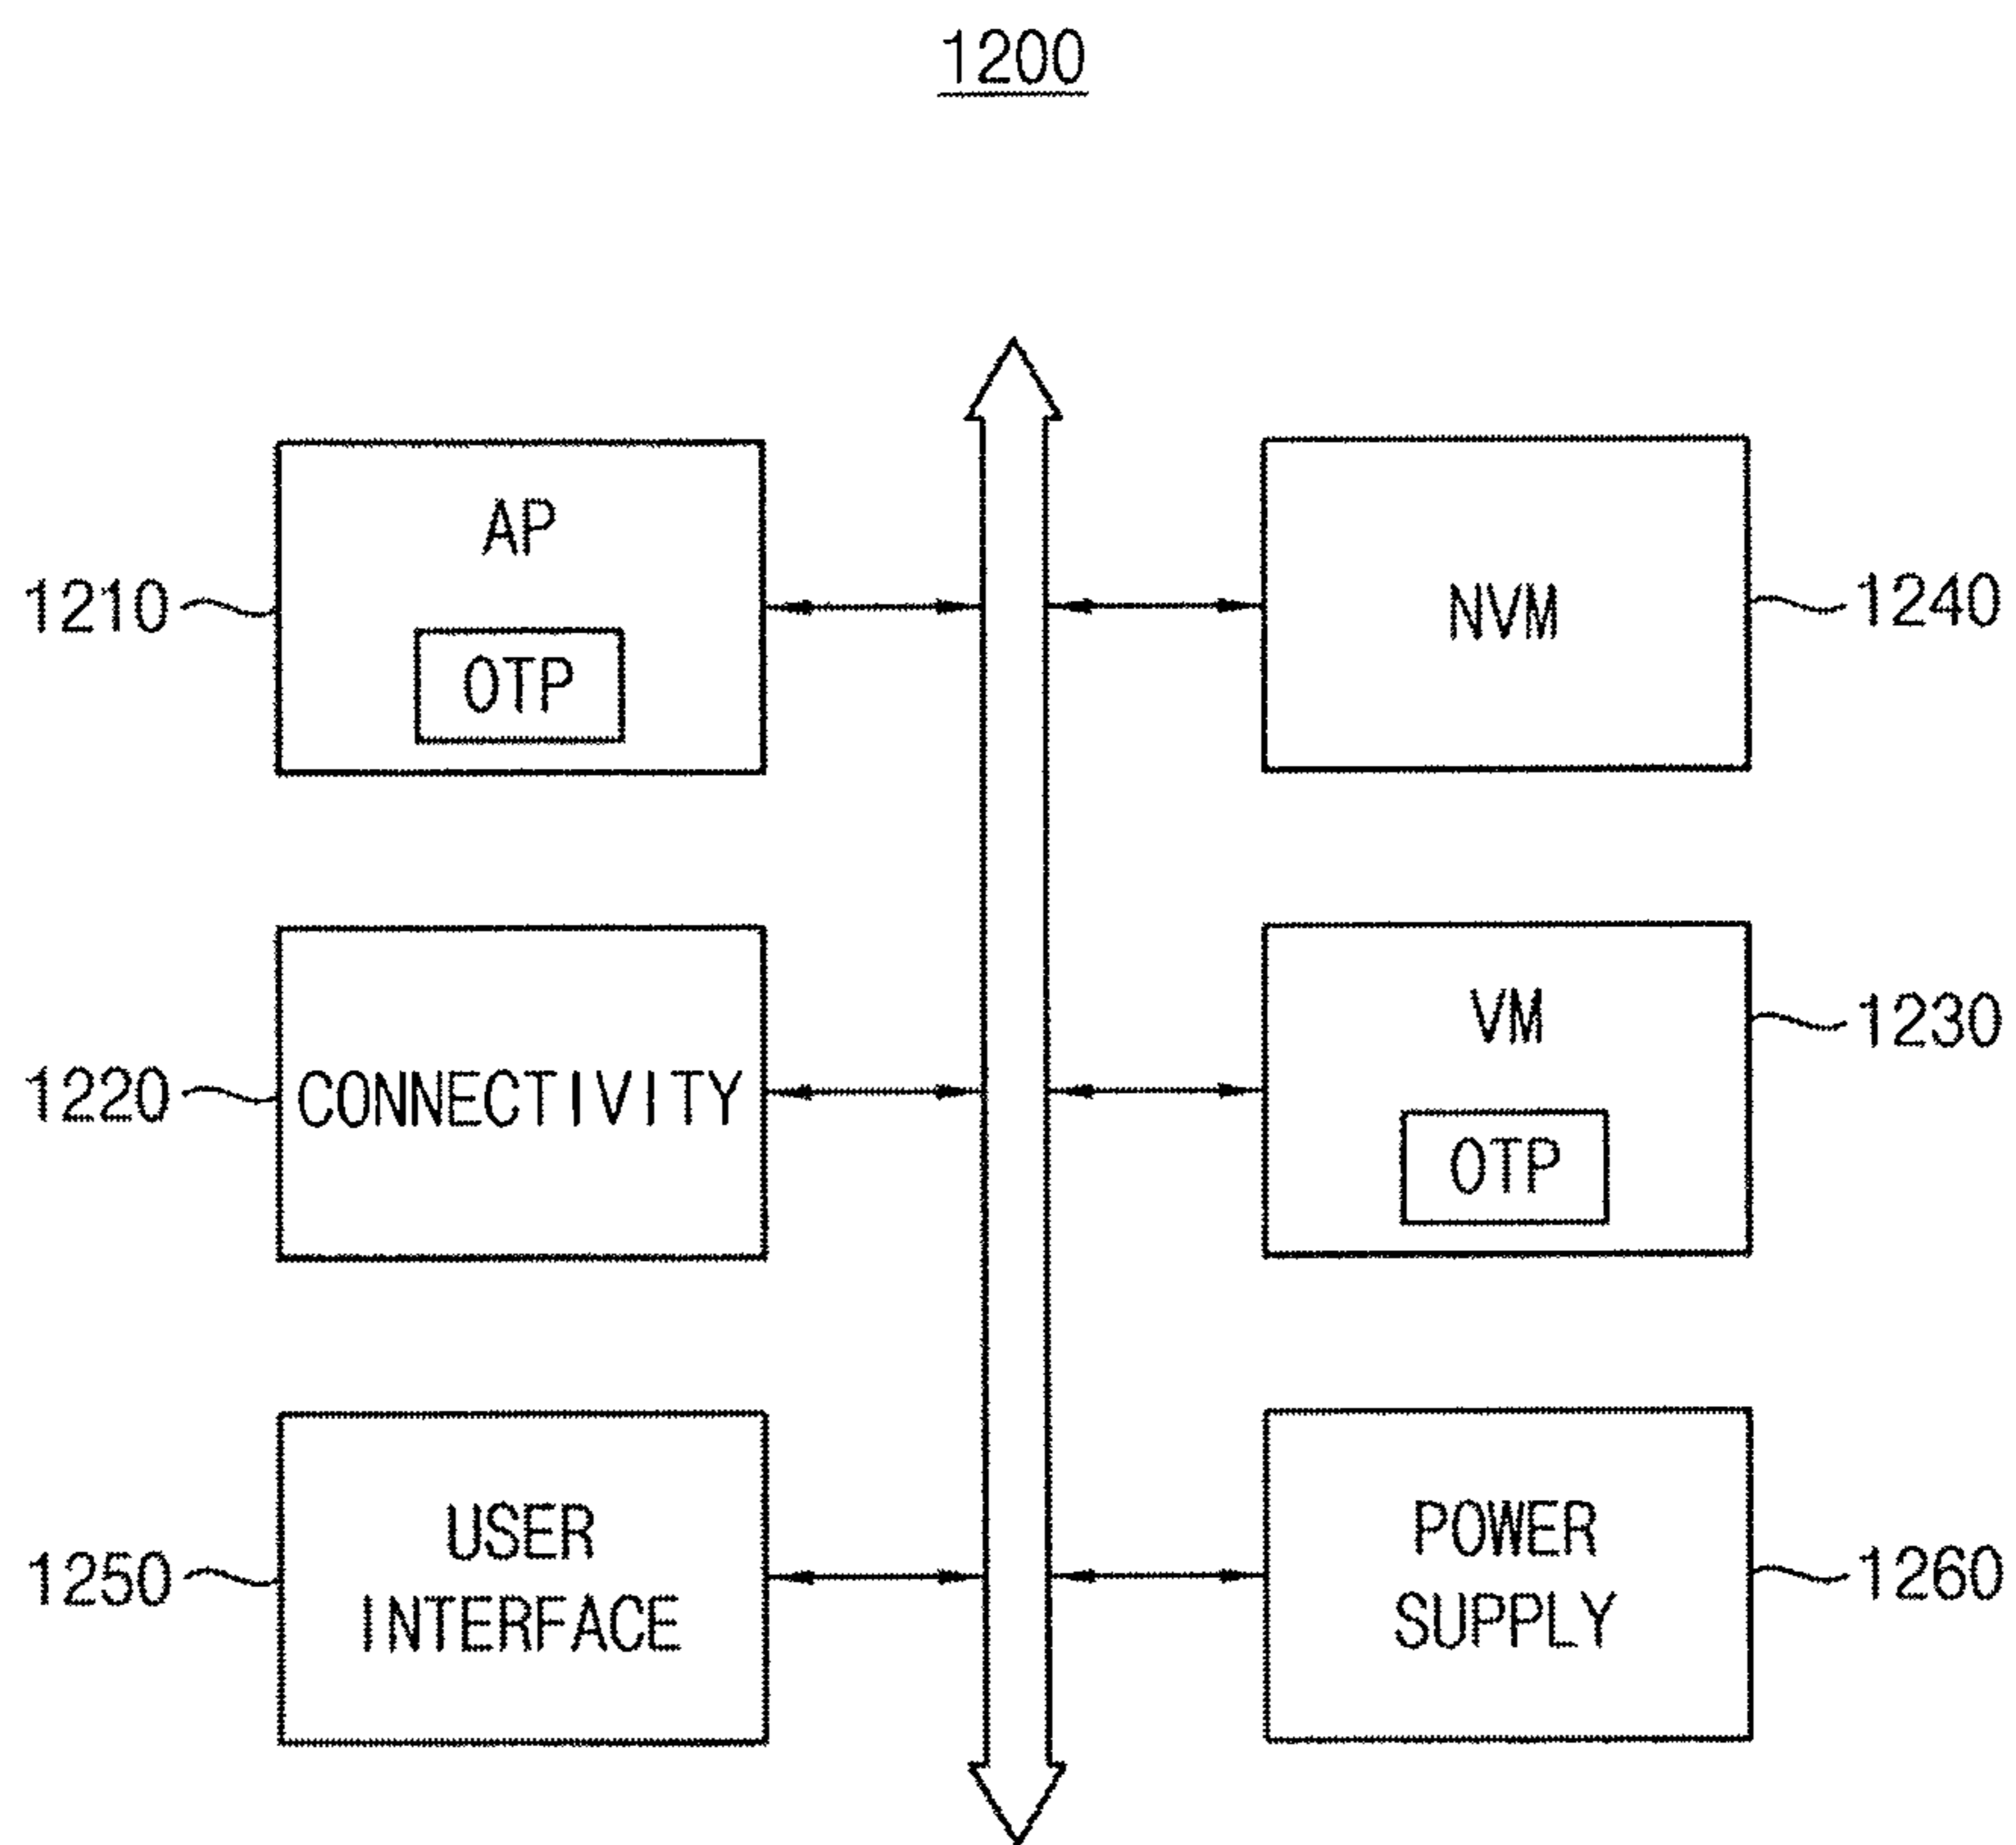 1200
AP
OTP
1210
NVM
1240
CONNECTIVITY
1220
VM
OTP
1230
USER
INTERFACE
1250
POWER
SUPPLY
1260